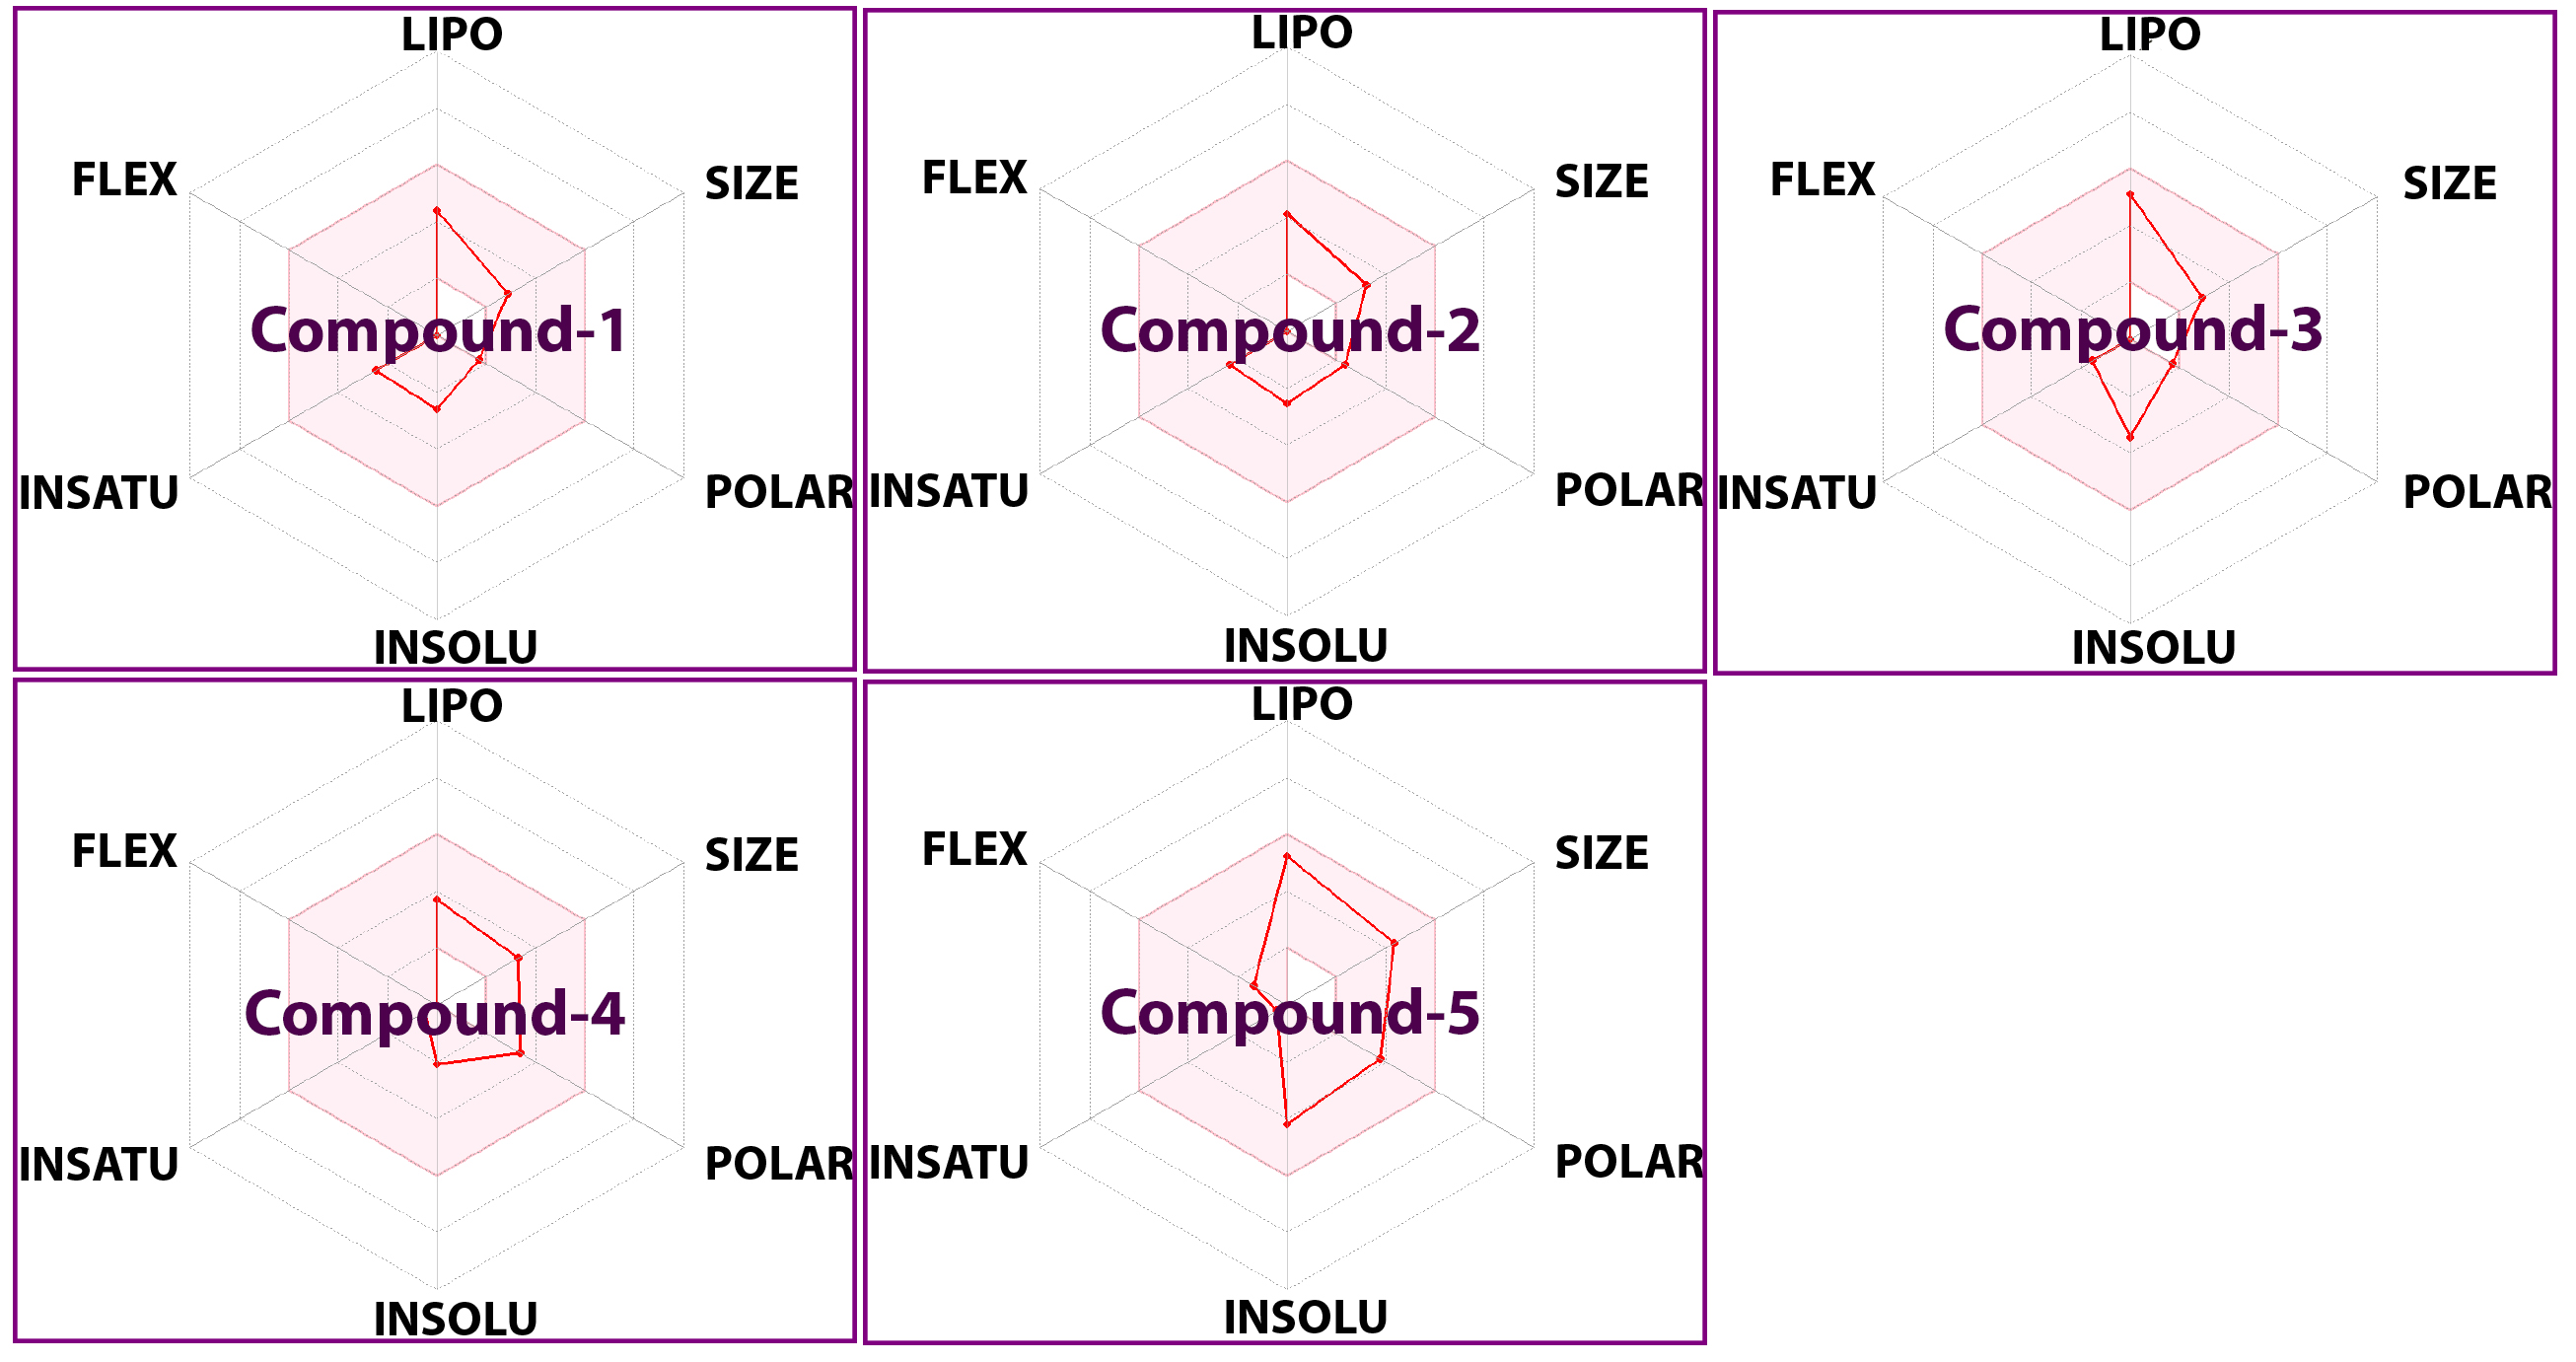 LIPO
FLEX
SIZE
Compound-1
INSATU
POLAR
INSOLU
LIPO
FLEX
SIZE
Compound-2
INSATU
POLAR
INSOLU
LIPO
FLEX
SIZE
Compound-3
INSATU
POLAR
INSOLU
LIPO
FLEX
SIZE
Compound-4
INSATU
POLAR
INSOLU
LIPO
FLEX
SIZE
Compound-5
INSATU
POLAR
INSOLU